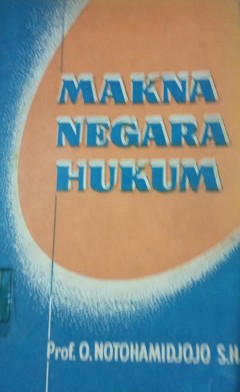 MAKNA
NEGARA
HUKUM
Prof. O. NOTOHAMIDJOJO S.H.